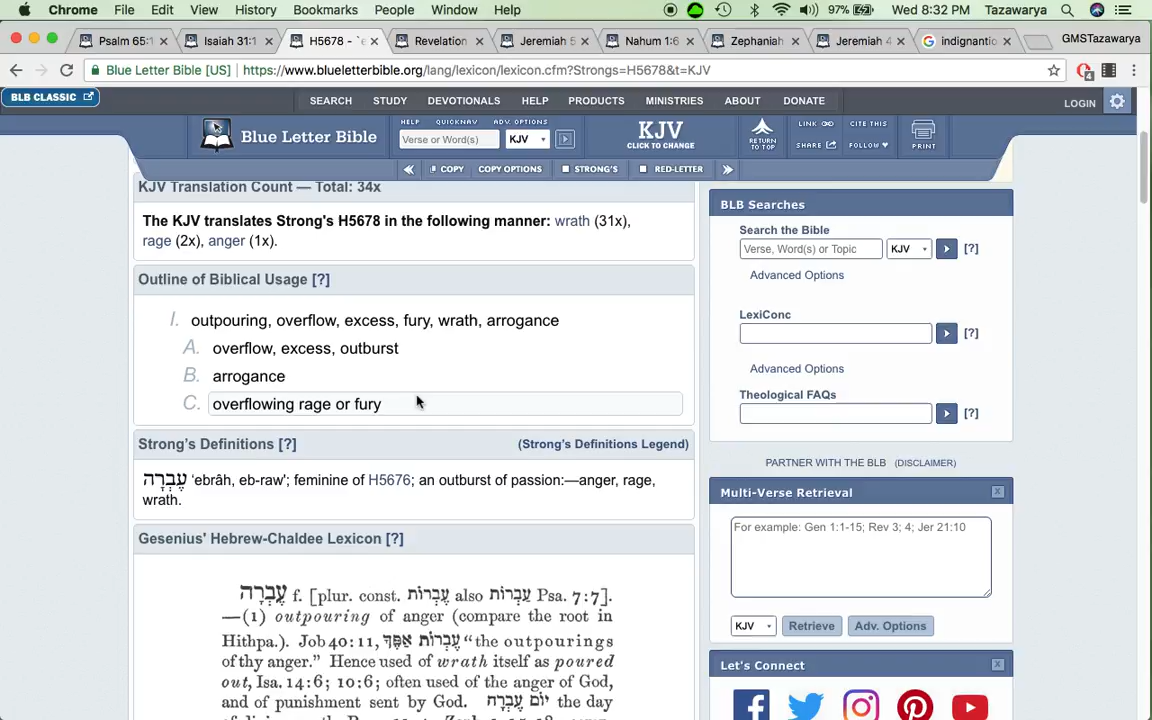 Chrome File Edit View History Bookmarks People Window Help 97% Wed 8:32 PM Tazawarya
Psalm 65:1 Isaiah 31:1 H5678 - `e Revelation Jeremiah 5 Nahum 1:6 Zephaniah Jeremiah 4 indignantio GMSTazawarya
Blue Letter Bible [US] https://www.blueletterbible.org/lang/lexicon/lexicon.cfm?Strongs=H5678&t=KJV 4
BLB CLASSIC SEARCH STUDY DEVOTIONALS HELP PRODUCTS MINISTRIES ABOUT DONATE LOGIN
HELP QUICKNAV ADV. OPTIONS
Blue Letter Bible Verse or Word(s) KJV
KJV
CLICK TO CHANGE
RETURN
TO TOP
LINK CITE THIS
SHARE FOLLOW
PRINT
COPY COPY OPTIONS STRONG'S RED-LETTER
KJV Translation Count — Total: 34x
The KJV translates Strong's H5678 in the following manner: wrath (31x),
rage (2x), anger (1x).
Outline of Biblical Usage [?]
I. outpouring, overflow, excess, fury, wrath, arrogance
A. overflow, excess, outburst
B. arrogance
C. overflowing rage or fury
Strong's Definitions [?] (Strong's Definitions Legend)
עֶבְרָה ʻebrâh, eb-raw'; feminine of H5676; an outburst of passion:—anger, rage,
wrath.
Gesenius' Hebrew-Chaldee Lexicon [?]
עֶבְרָה f. [plur. const. עֶבְרוֹת also עַבְרוֹת Psa. 7:7].
—(1) outpouring of anger (compare the root in
Hithpa.). Job 40:11, עֶבְרוֹת אַפֶּךָ "the outpourings
of thy anger." Hence used of wrath itself as poured
out, Isa. 14:6; 10:6; often used of the anger of God,
and of punishment sent by God. יוֹם עֶבְרָה the day
BLB Searches
Search the Bible
Verse, Word(s) or Topic KJV [?]
Advanced Options
LexiConc
[?]
Advanced Options
Theological FAQs
[?]
PARTNER WITH THE BLB (DISCLAIMER)
Multi-Verse Retrieval x
For example: Gen 1:1-15; Rev 3; 4; Jer 21:10
KJV Retrieve Adv. Options
Let's Connect x